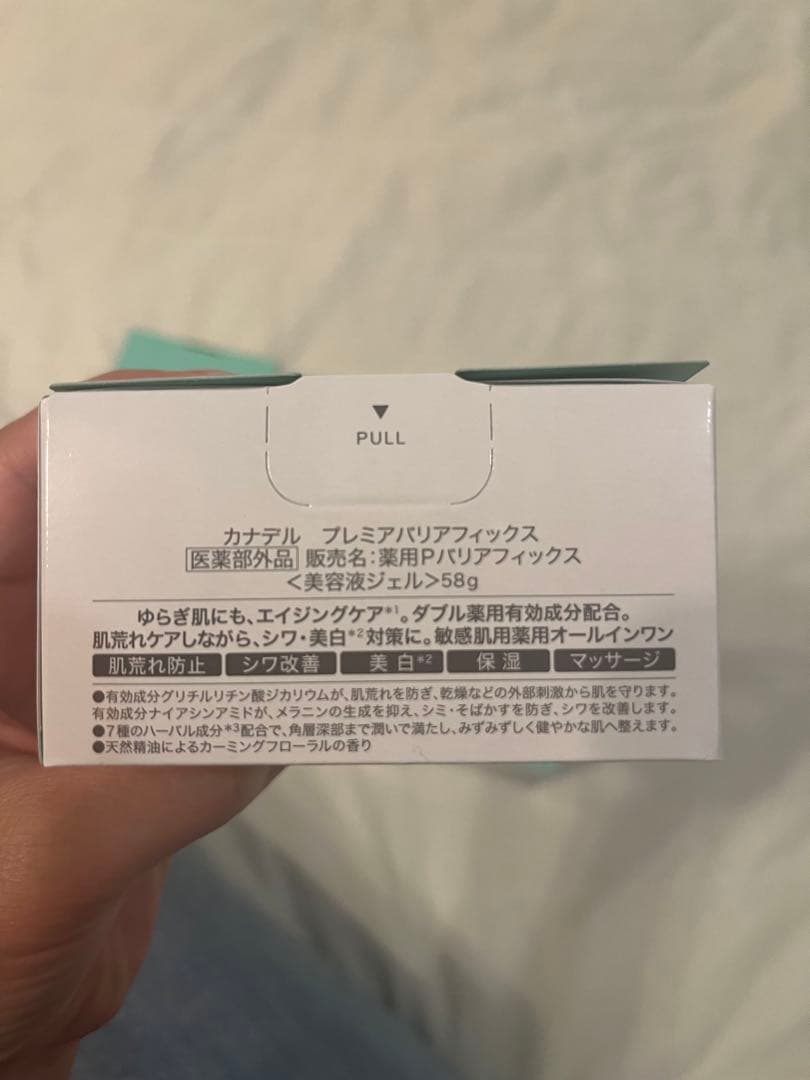 ▼
PULL
カナデル プレミアバリアフィックス
医薬部外品 販売名:薬用Pバリアフィックス
<美容液ジェル>58g
ゆらぎ肌にも、エイジングケア*1。ダブル薬用有効成分配合。
肌荒れケアしながら、シワ・美白*2対策に。敏感肌用薬用オールインワン
肌荒れ防止 シワ改善 美白*2 保湿 マッサージ
●有効成分グリチルリチン酸ジカリウムが、肌荒れを防ぎ、乾燥などの外部刺激から肌を守ります。
有効成分ナイアシンアミドが、メラニンの生成を抑え、シミ・そばかすを防ぎ、シワを改善します。
●7種のハーバル成分*3配合で、角層深部まで潤いで満たし、みずみずしく健やかな肌へ整えます。
●天然精油によるカーミングフローラルの香り